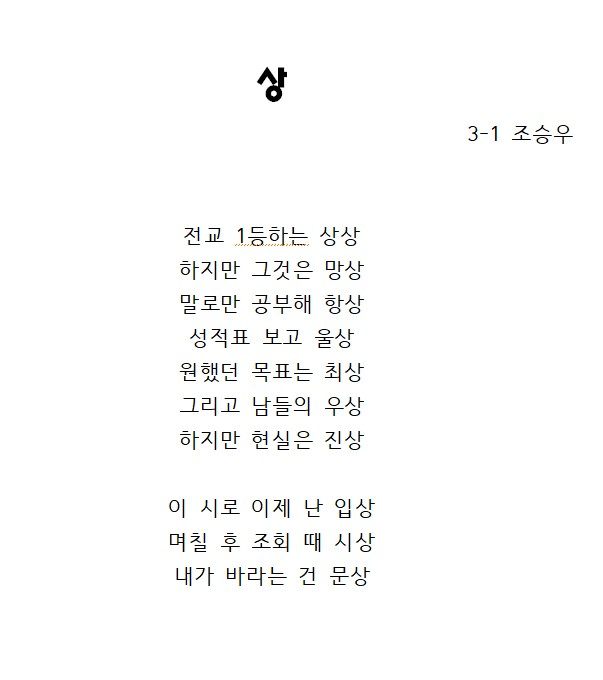 상
3-1 조승우
전교 1등하는 상상
하지만 그것은 망상
말로만 공부해 항상
성적표 보고 울상
원했던 목표는 최상
그리고 남들의 우상
하지만 현실은 진상
이 시로 이제 난 입상
며칠 후 조회 때 시상
내가 바라는 건 문상